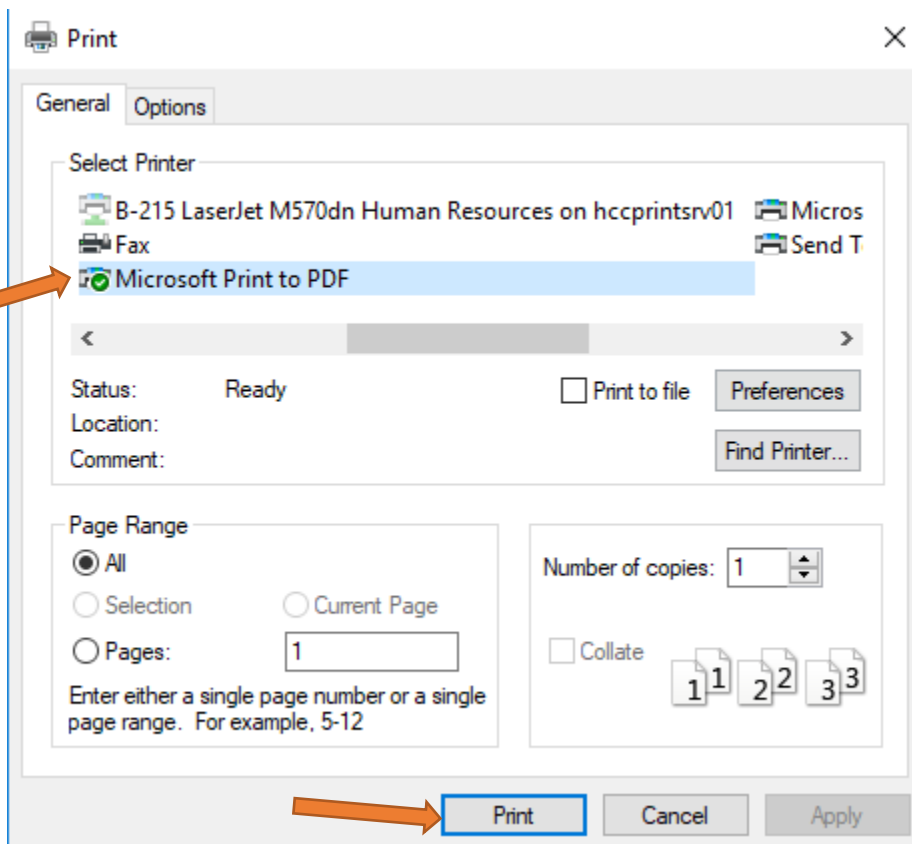 Print
General Options
Select Printer
B-215 LaserJet M570dn Human Resources on hccprintsrv01 Micros
Fax Send T
Microsoft Print to PDF
Status: Ready Print to file Preferences
Location:
Comment: Find Printer...
Page Range
All Number of copies: 1
Selection Current Page
Pages: 1 Collate 1 1 2 2 3 3
Enter either a single page number or a single
page range. For example, 5-12
Print Cancel Apply